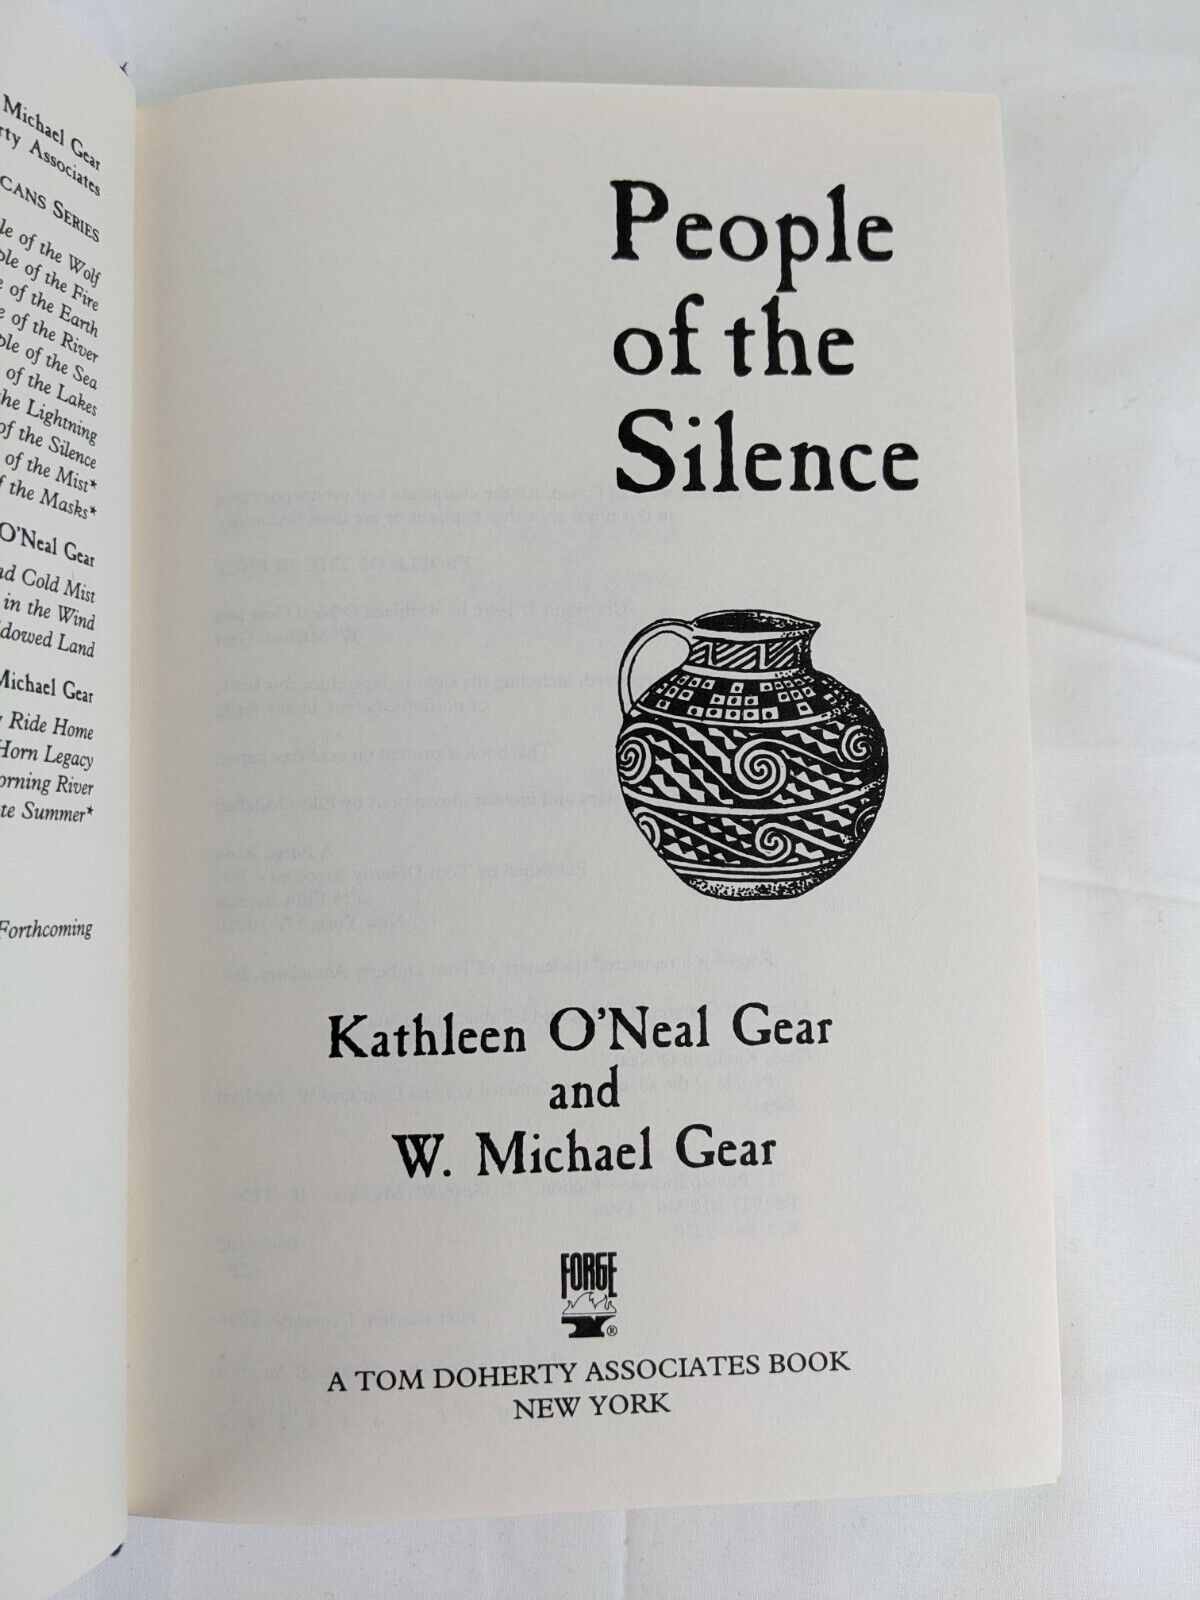 Michael Gear
rty Associates
CANS SERIES
le of the Wolf
ple of the Fire
e of the Earth
e of the River
ple of the Sea
of the Lakes
he Lightning
of the Silence
of the Mist*
f the Masks*
O'Neal Gear
nd Cold Mist
in the Wind
dowed Land
Michael Gear
Ride Home
Horn Legacy
orning River
te Summer*
Forthcoming
People
of the
Silence
Kathleen O'Neal Gear
and
W. Michael Gear
FORGE
®
A TOM DOHERTY ASSOCIATES BOOK
NEW YORK